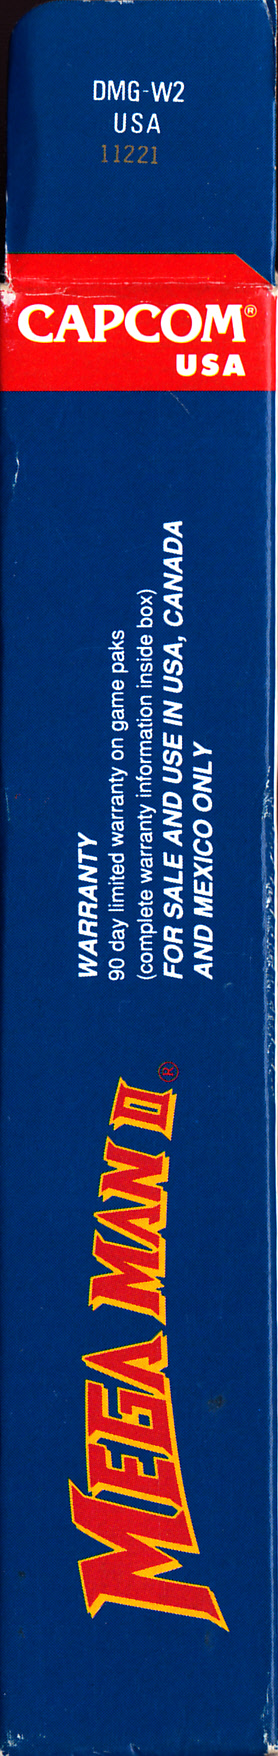 DMG-W2
USA
11221
CAPCOM®
USA
WARRANTY
90 day limited warranty on game paks
(complete warranty information inside box)
FOR SALE AND USE IN USA, CANADA
AND MEXICO ONLY
MEGA MAN II®